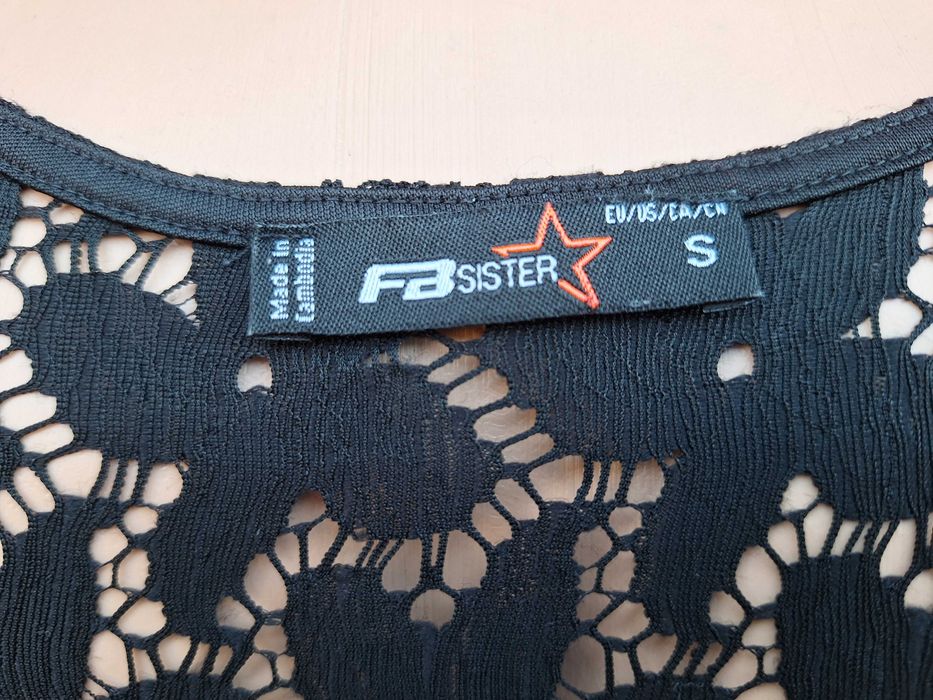 Made in
Cambodia
FB SISTER
EU/US/CA/CN
S